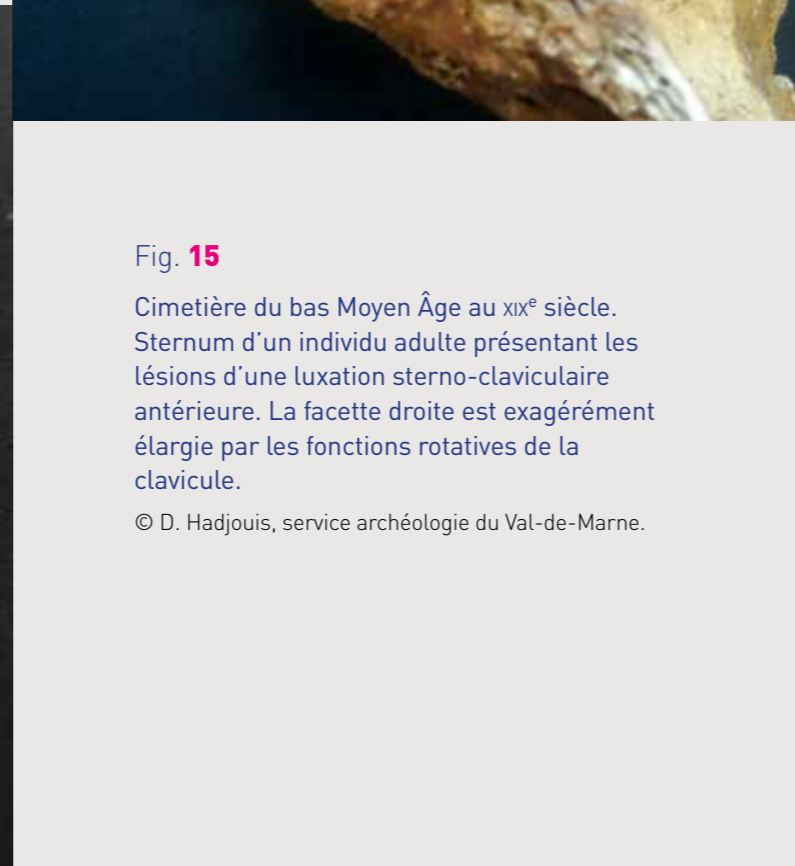 Fig. 15
Cimetière du bas Moyen Âge au XIXe siècle.
Sternum d’un individu adulte présentant les
lésions d’une luxation sterno-claviculaire
antérieure. La facette droite est exagérément
élargie par les fonctions rotatives de la
clavicule.
© D. Hadjouis, service archéologie du Val-de-Marne.